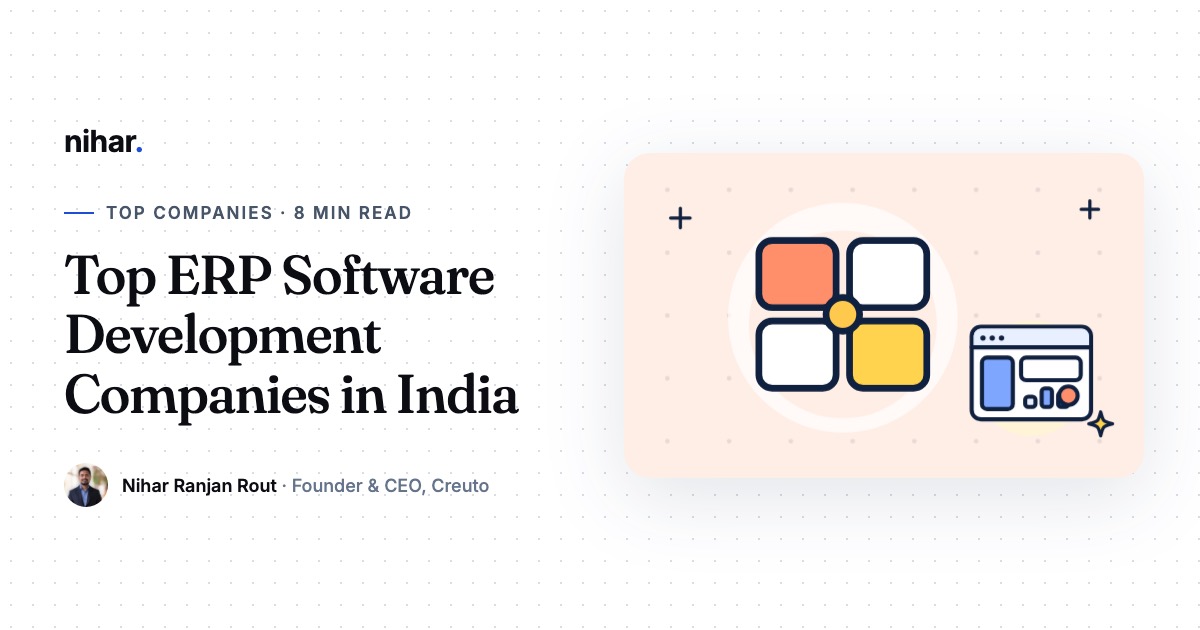 nihar.
TOP COMPANIES · 8 MIN READ
Top ERP Software
Development
Companies in India
Nihar Ranjan Rout · Founder & CEO, Creuto